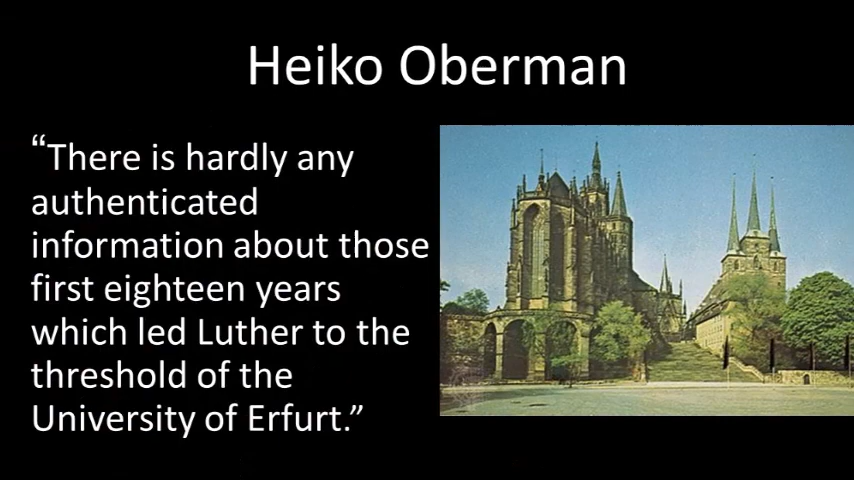 Heiko Oberman
“There is hardly any
authenticated
information about those
first eighteen years
which led Luther to the
threshold of the
University of Erfurt.”